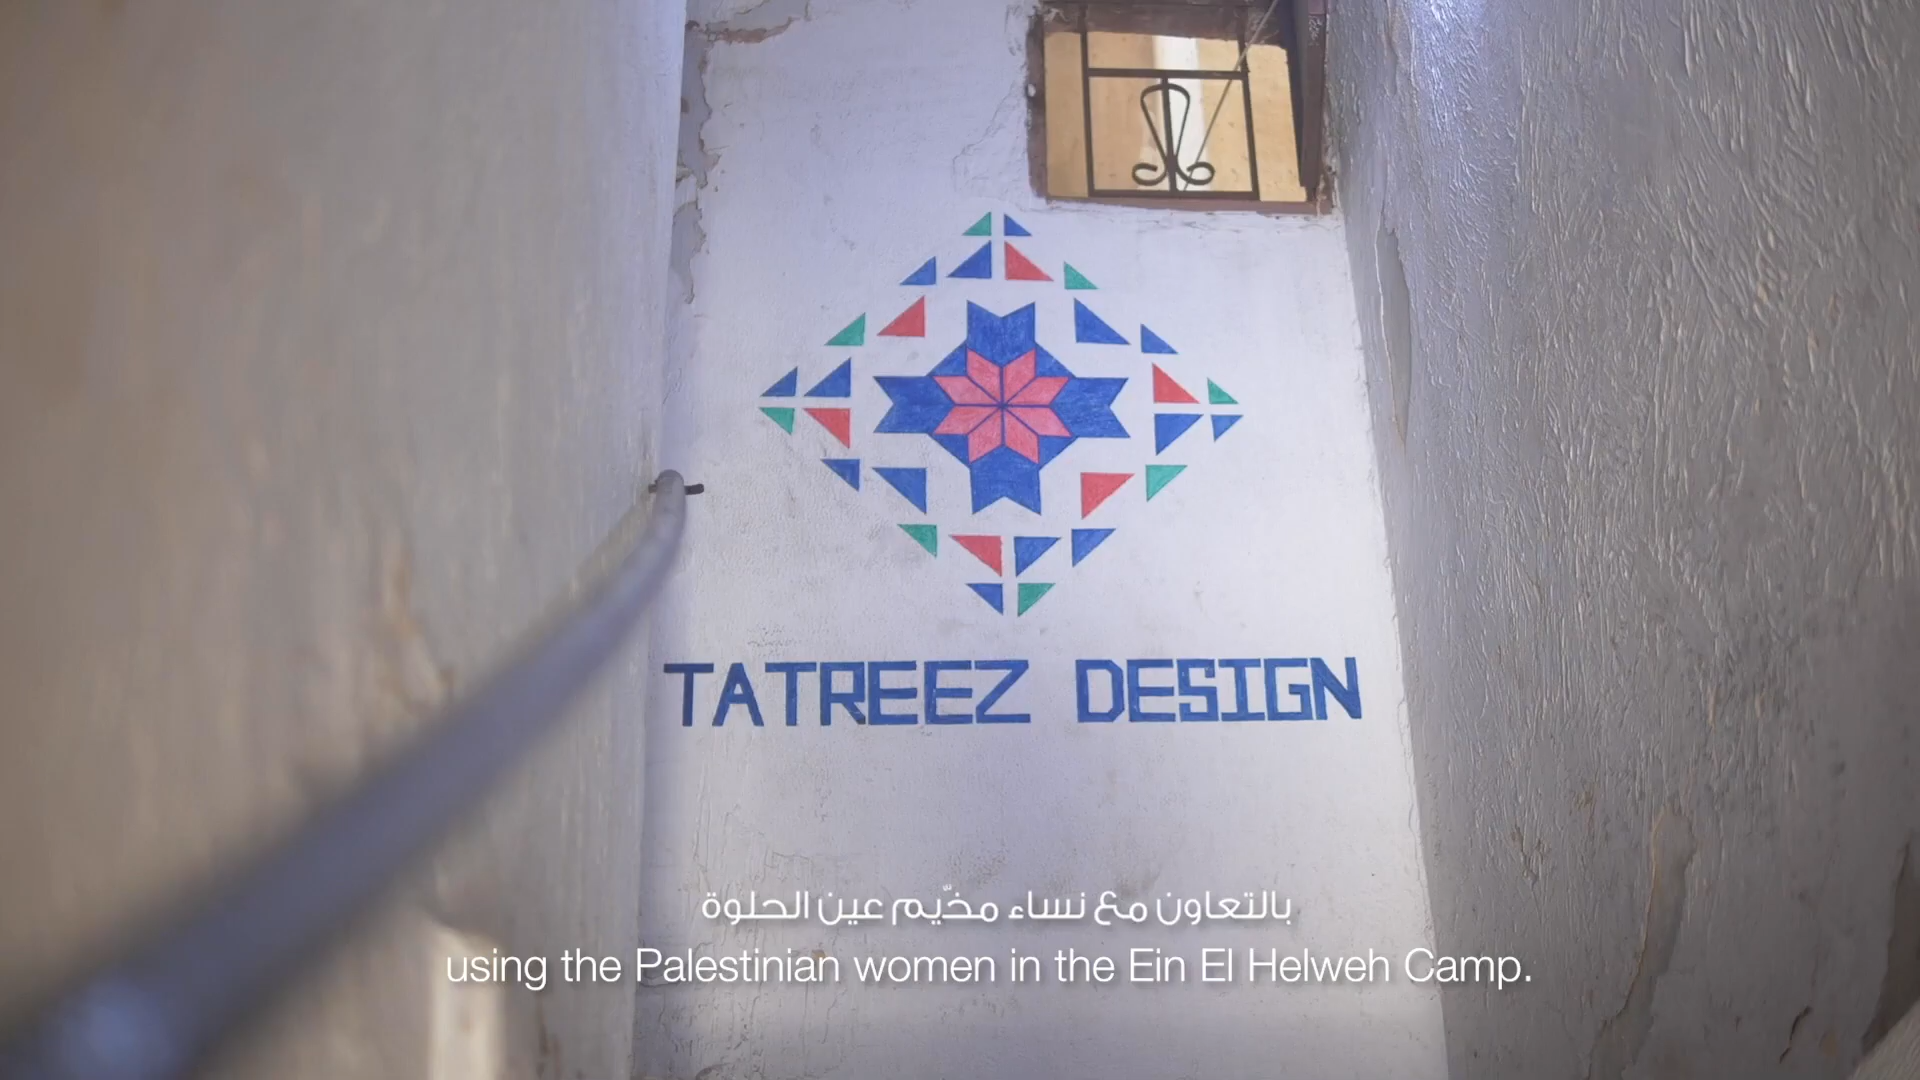 TATREEZ DESIGN
بالتعاون مع نساء مخيّم عين الحلوة
using the Palestinian women in the Ein El Helweh Camp.